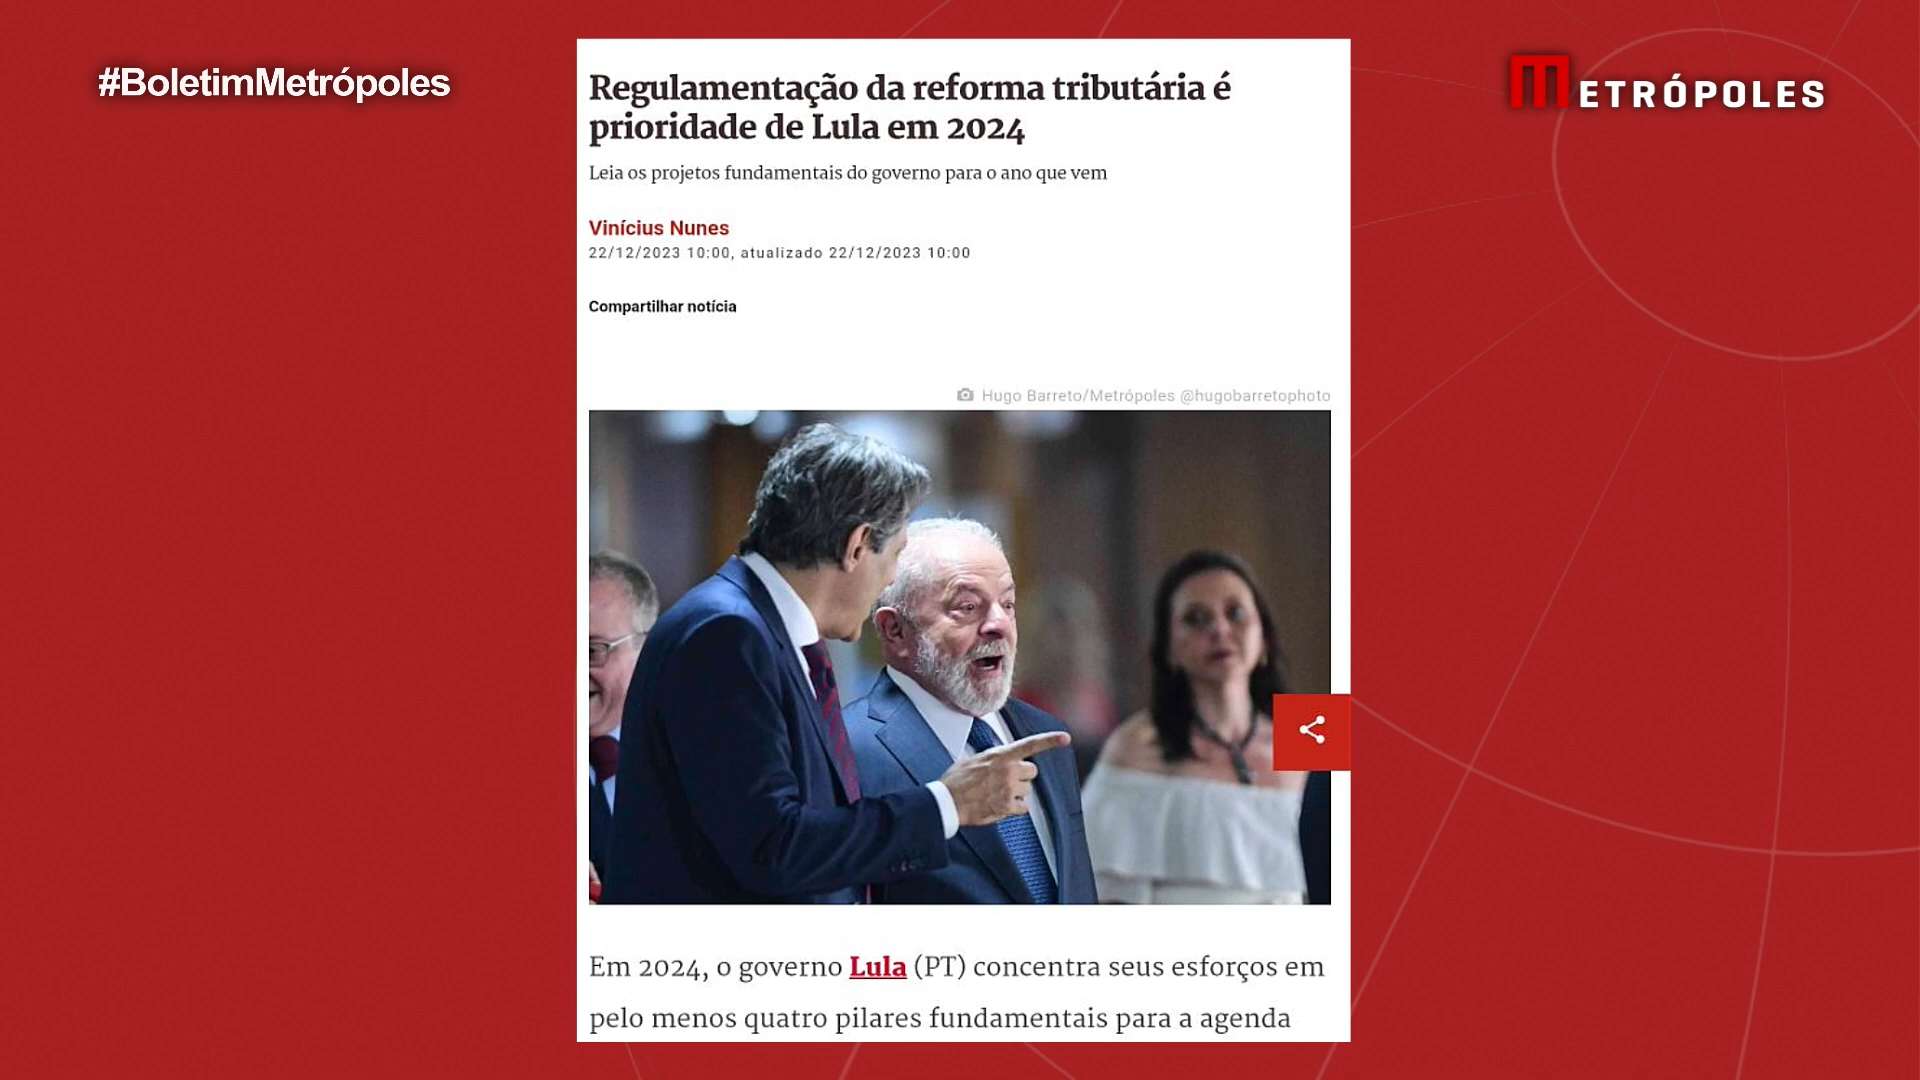 #BoletimMetrópoles
METRÓPOLES
Regulamentação da reforma tributária é
prioridade de Lula em 2024
Leia os projetos fundamentais do governo para o ano que vem
Vinícius Nunes
22/12/2023 10:00, atualizado 22/12/2023 10:00
Compartilhar notícia
Hugo Barreto/Metrópoles @hugobarretophoto
Em 2024, o governo Lula (PT) concentra seus esforços em
pelo menos quatro pilares fundamentais para a agenda